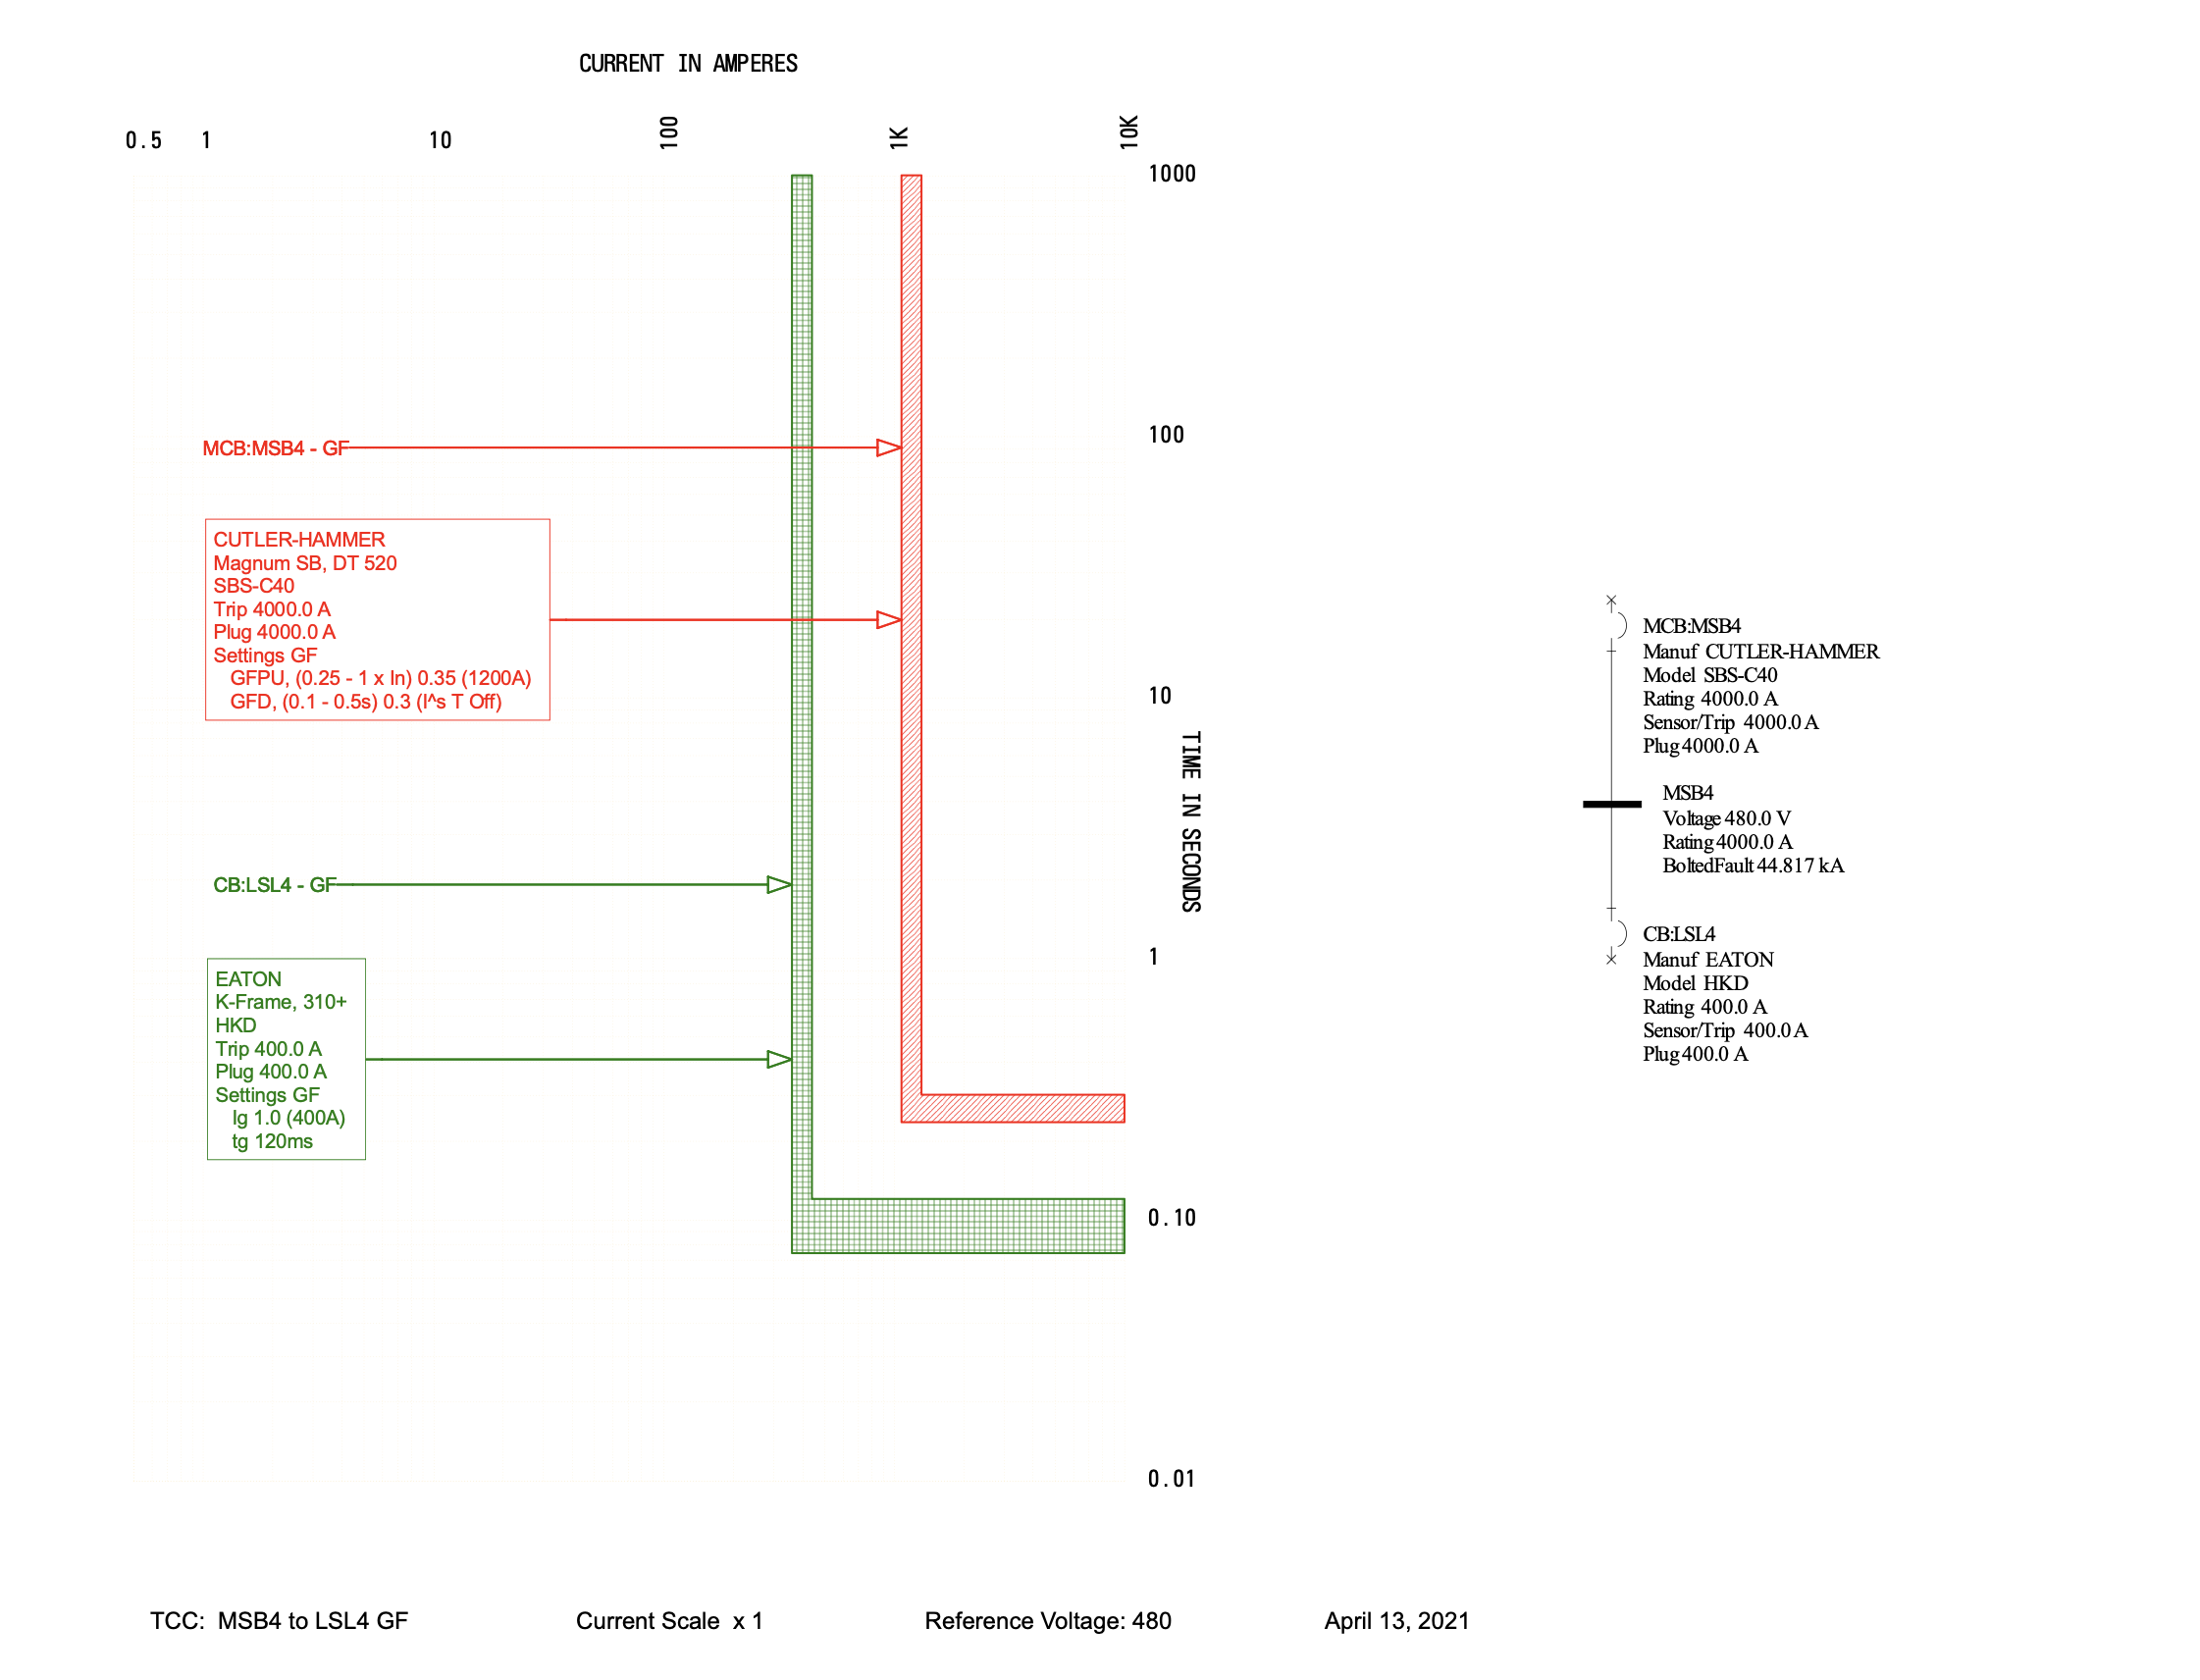 CURRENT IN AMPERES
0.5 1 10 100 1K 10K
1000
100
10
1
0.10
0.01
TIME IN SECONDS
MCB:MSB4 - GF
CUTLER-HAMMER
Magnum SB, DT 520
SBS-C40
Trip 4000.0 A
Plug 4000.0 A
Settings GF
GFPU, (0.25 - 1 x In) 0.35 (1200A)
GFD, (0.1 - 0.5s) 0.3 (I^s T Off)
CB:LSL4 - GF
EATON
K-Frame, 310+
HKD
Trip 400.0 A
Plug 400.0 A
Settings GF
Ig 1.0 (400A)
tg 120ms
MCB:MSB4
Manuf CUTLER-HAMMER
Model SBS-C40
Rating 4000.0 A
Sensor/Trip 4000.0 A
Plug 4000.0 A
MSB4
Voltage 480.0 V
Rating 4000.0 A
BoltedFault 44.817 kA
CB:LSL4
Manuf EATON
Model HKD
Rating 400.0 A
Sensor/Trip 400.0 A
Plug 400.0 A
TCC: MSB4 to LSL4 GF Current Scale x 1 Reference Voltage: 480 April 13, 2021